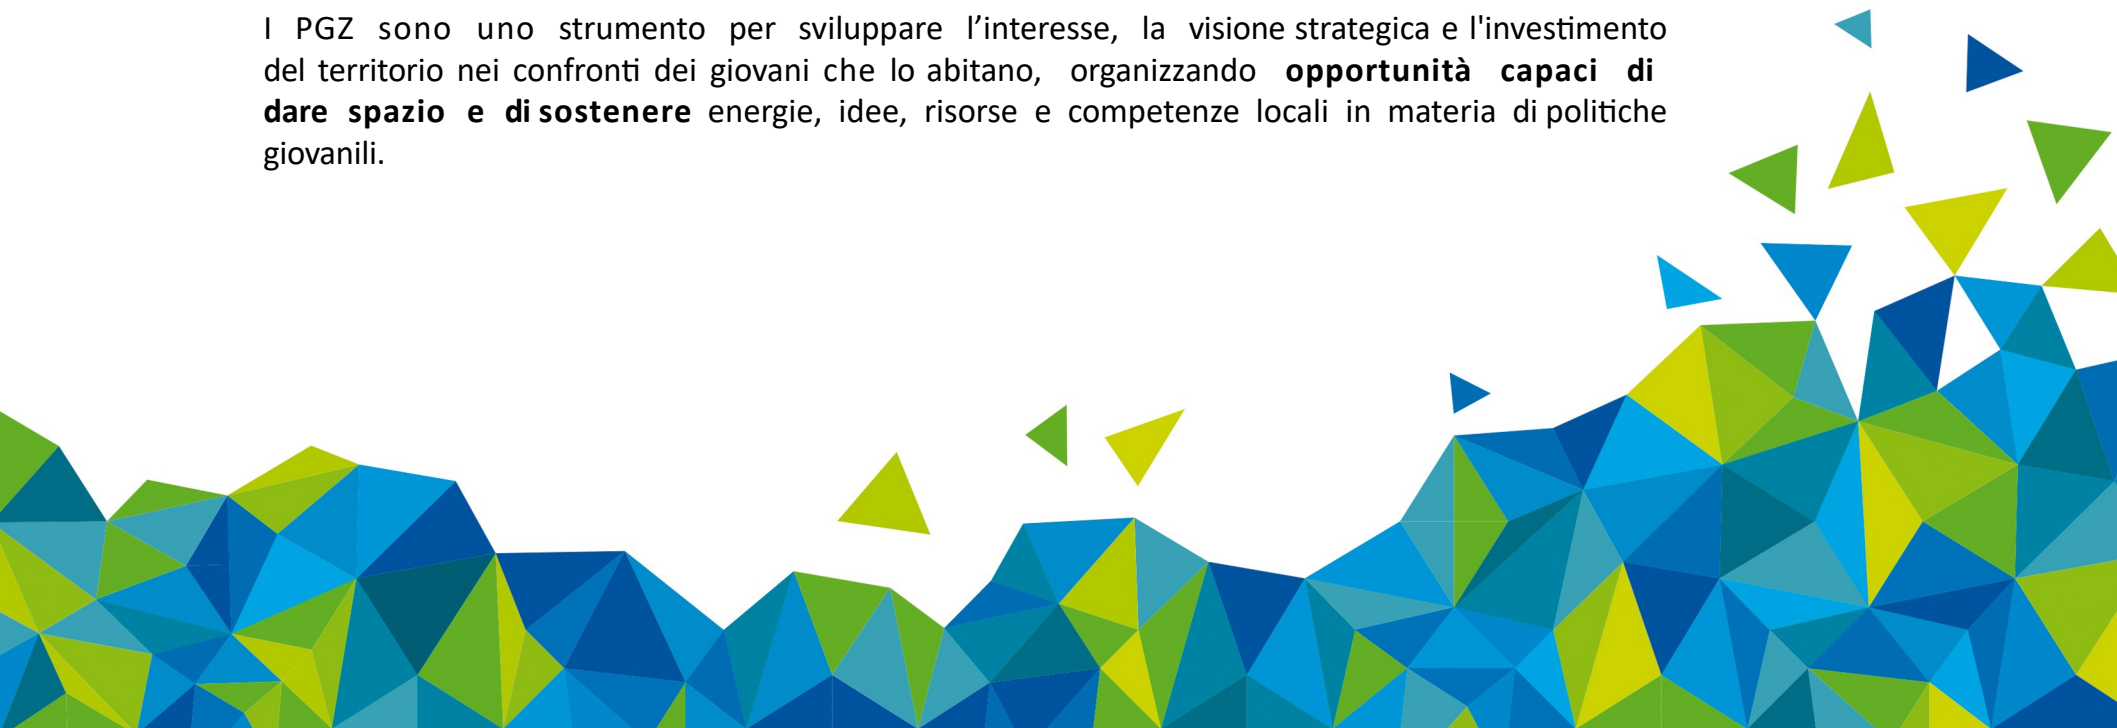 I PGZ sono uno strumento per sviluppare l’interesse, la visione strategica e l'investimento
del territorio nei confronti dei giovani che lo abitano, organizzando opportunità capaci di
dare spazio e di sostenere energie, idee, risorse e competenze locali in materia di politiche
giovanili.